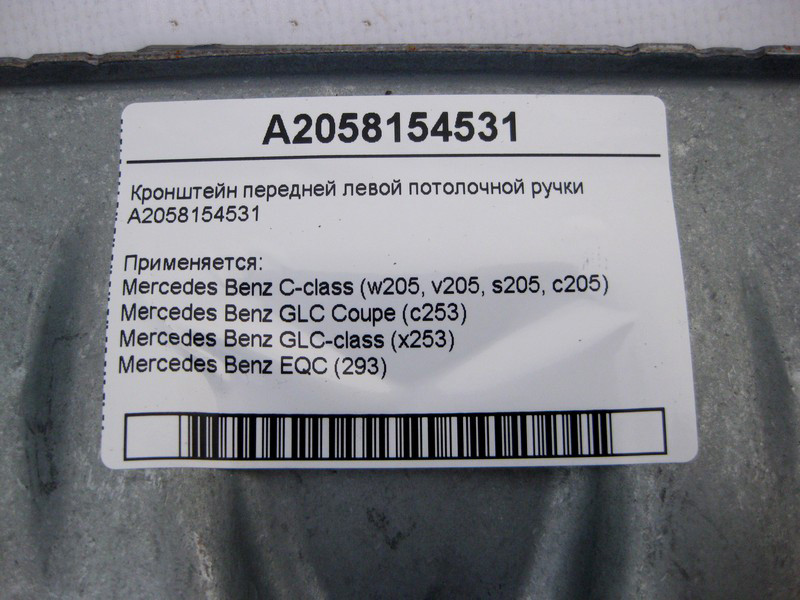 A2058154531
Кронштейн передней левой потолочной ручки
A2058154531
Применяется:
Mercedes Benz C-class (w205, v205, s205, c205)
Mercedes Benz GLC Coupe (c253)
Mercedes Benz GLC-class (x253)
Mercedes Benz EQC (293)